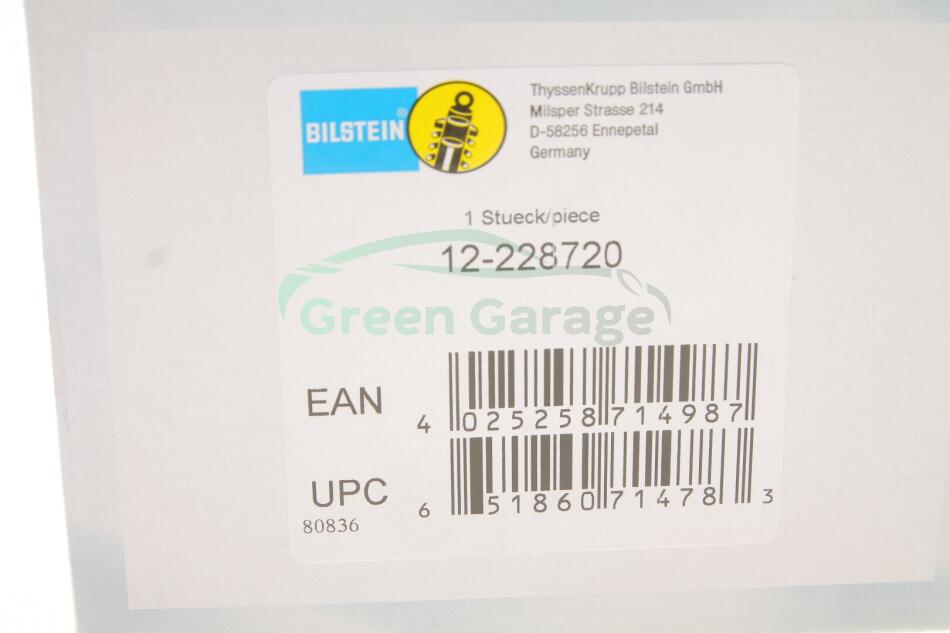 BILSTEIN®
ThyssenKrupp Bilstein GmbH
Milsper Strasse 214
D-58256 Ennepetal
Germany
1 Stueck/piece
12-228720
Green Garage
EAN
4 025258 714987
UPC
6 51860 71478 3
80836